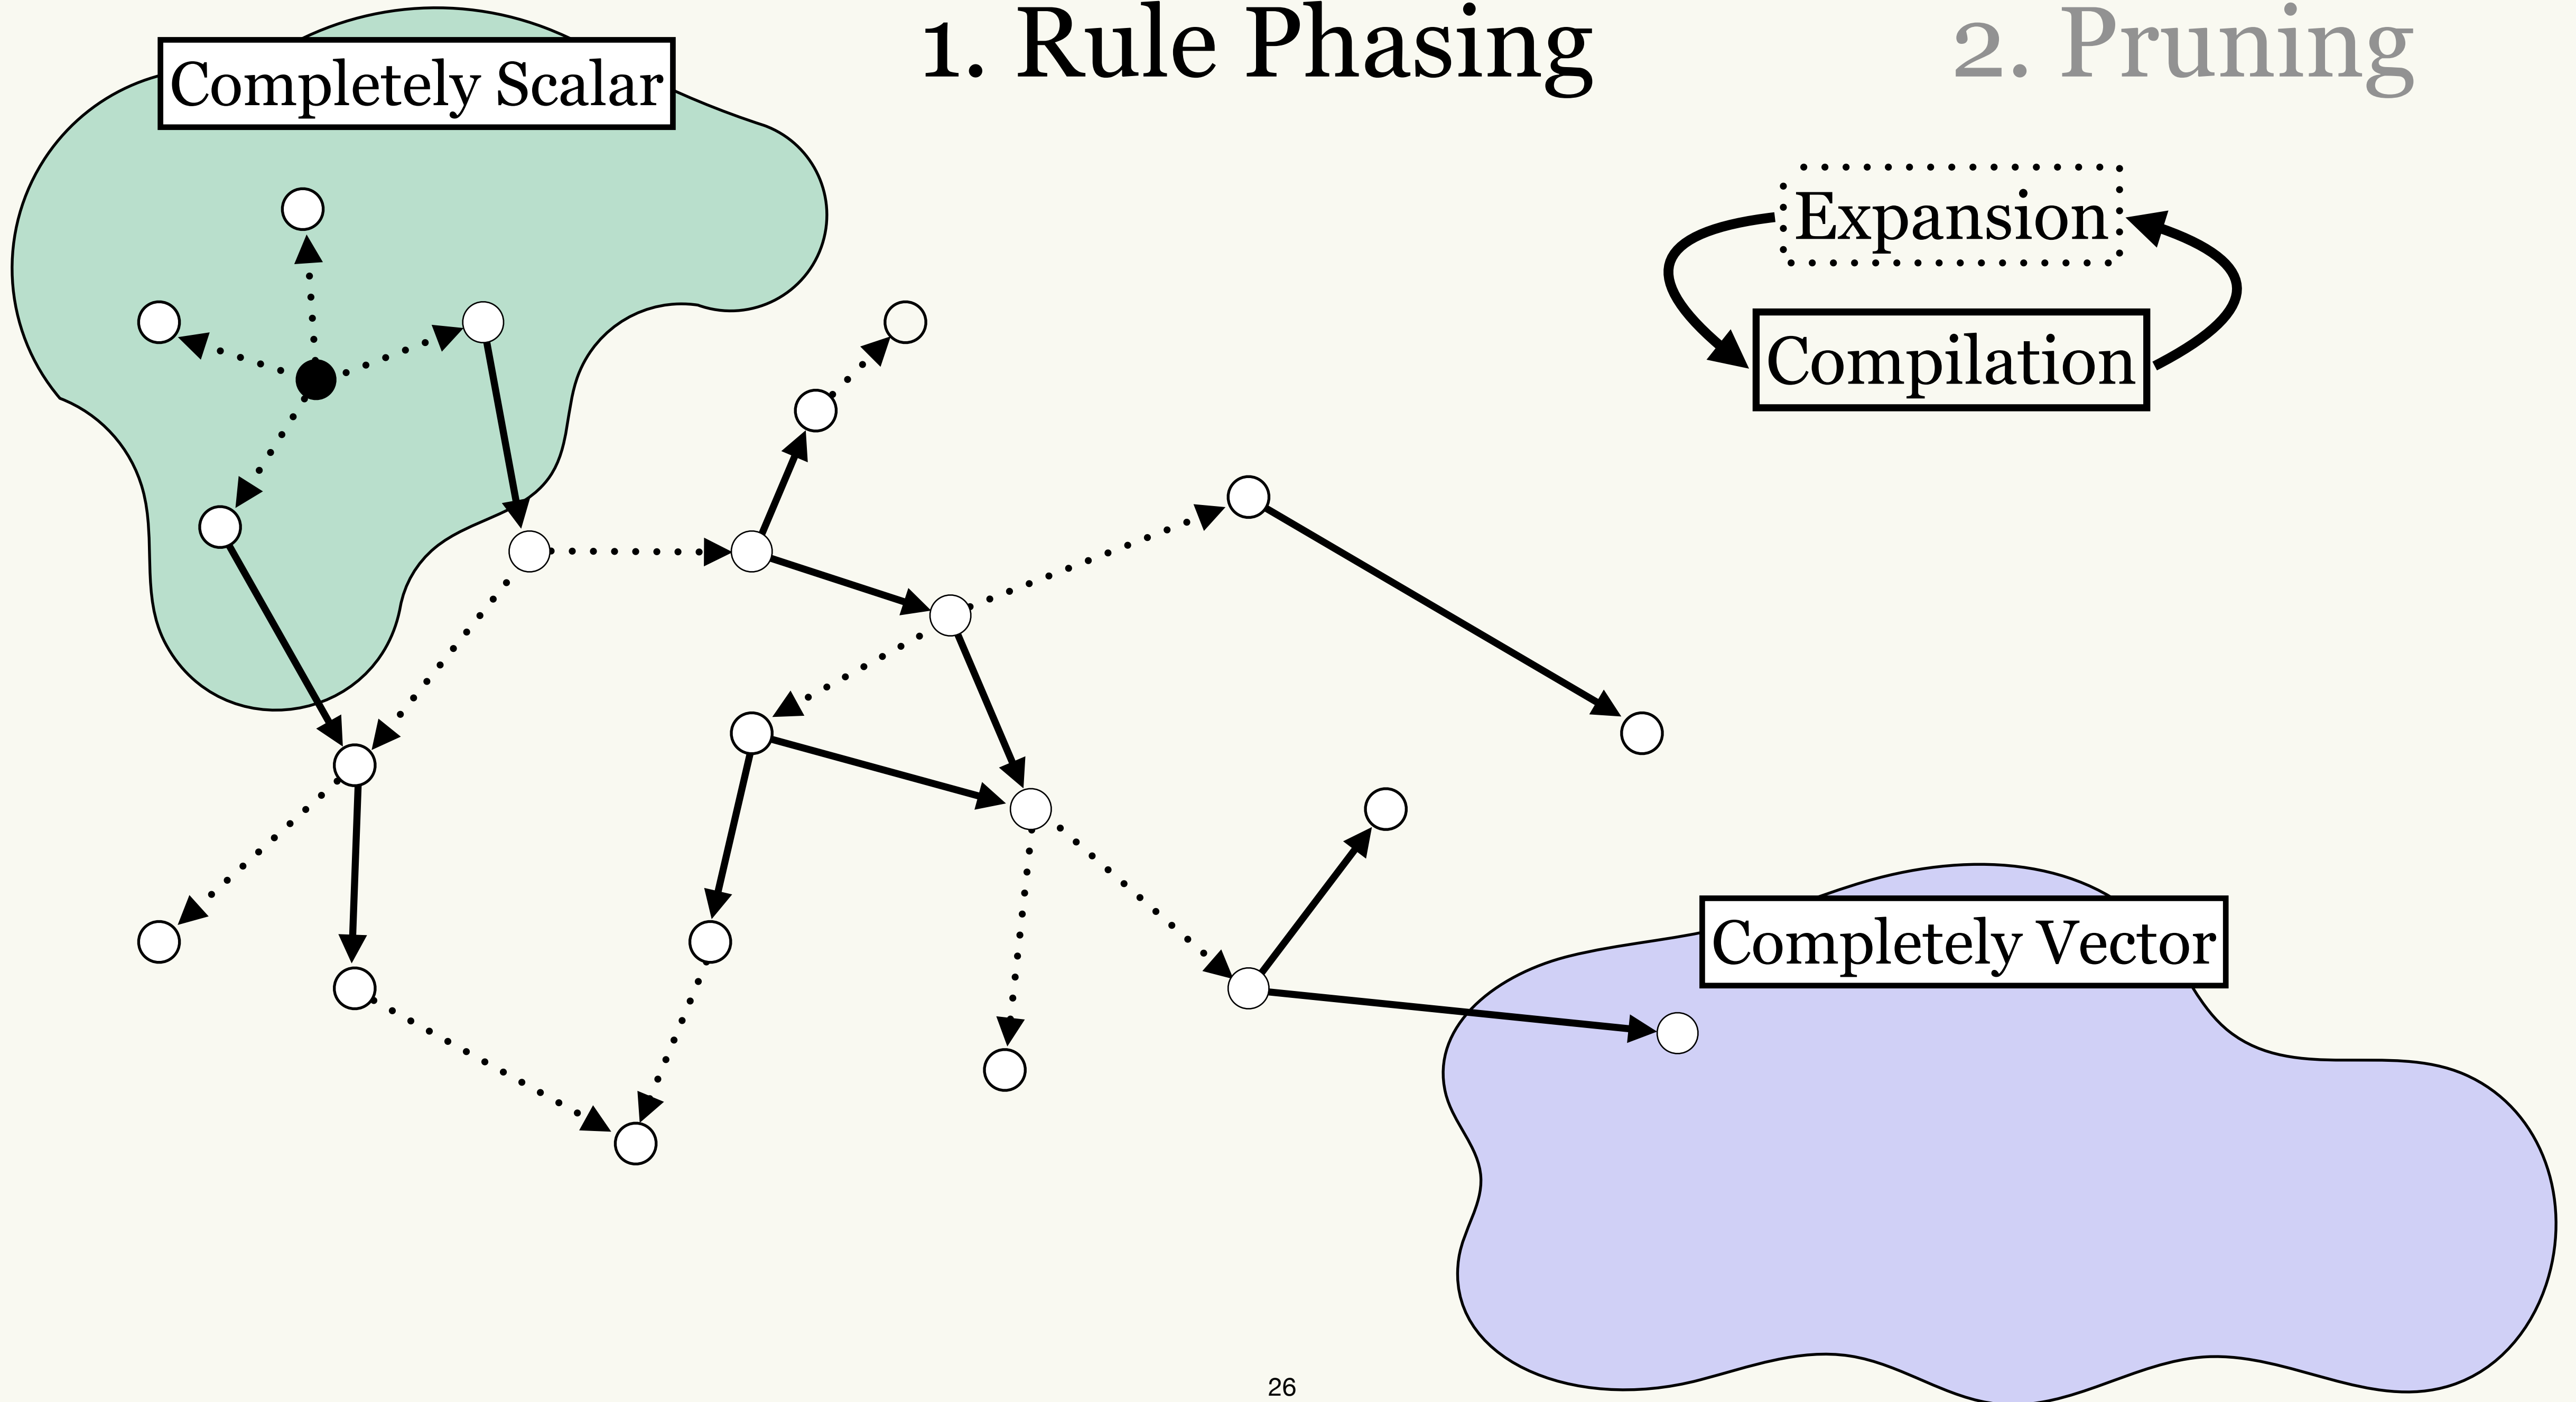 1. Rule Phasing
2. Pruning
Completely Scalar
Expansion
Compilation
Completely Vector
26